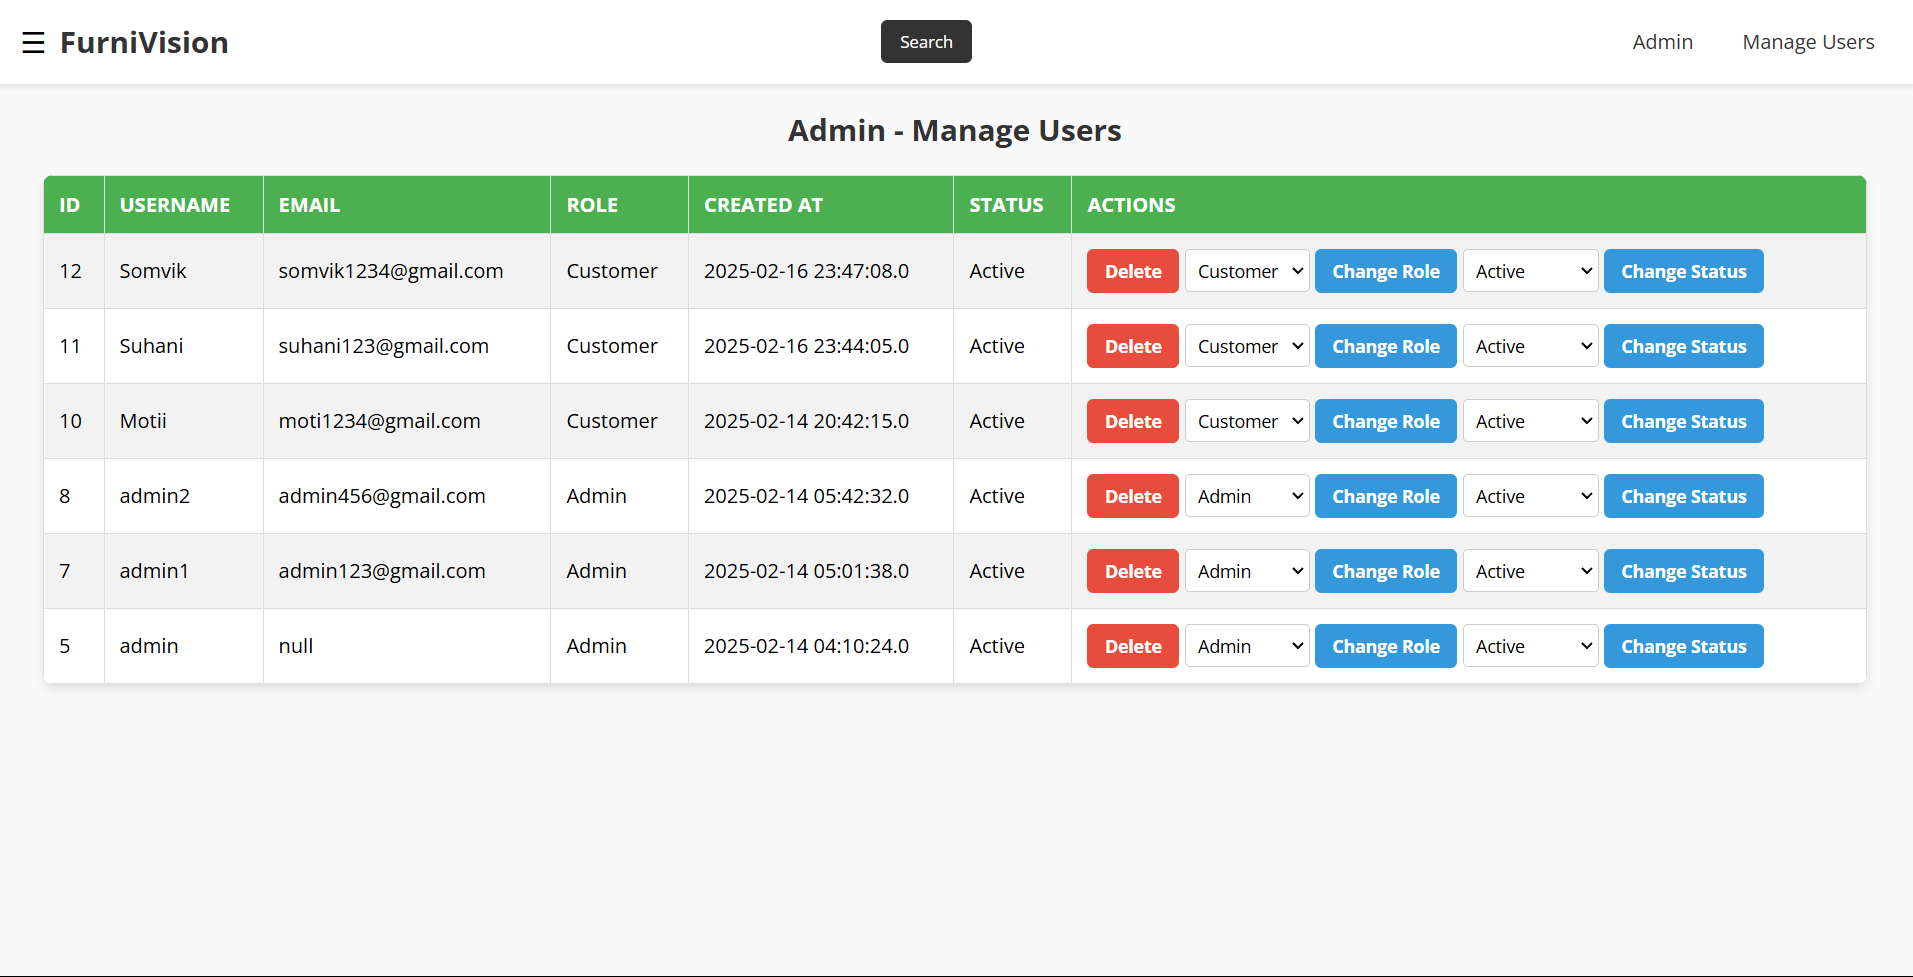 ☰ FurniVision Search Admin Manage Users
Admin - Manage Users
ID USERNAME EMAIL ROLE CREATED AT STATUS ACTIONS
12 Somvik somvik1234@gmail.com Customer 2025-02-16 23:47:08.0 Active Delete Customer Change Role Active Change Status
11 Suhani suhani123@gmail.com Customer 2025-02-16 23:44:05.0 Active Delete Customer Change Role Active Change Status
10 Motii moti1234@gmail.com Customer 2025-02-14 20:42:15.0 Active Delete Customer Change Role Active Change Status
8 admin2 admin456@gmail.com Admin 2025-02-14 05:42:32.0 Active Delete Admin Change Role Active Change Status
7 admin1 admin123@gmail.com Admin 2025-02-14 05:01:38.0 Active Delete Admin Change Role Active Change Status
5 admin null Admin 2025-02-14 04:10:24.0 Active Delete Admin Change Role Active Change Status